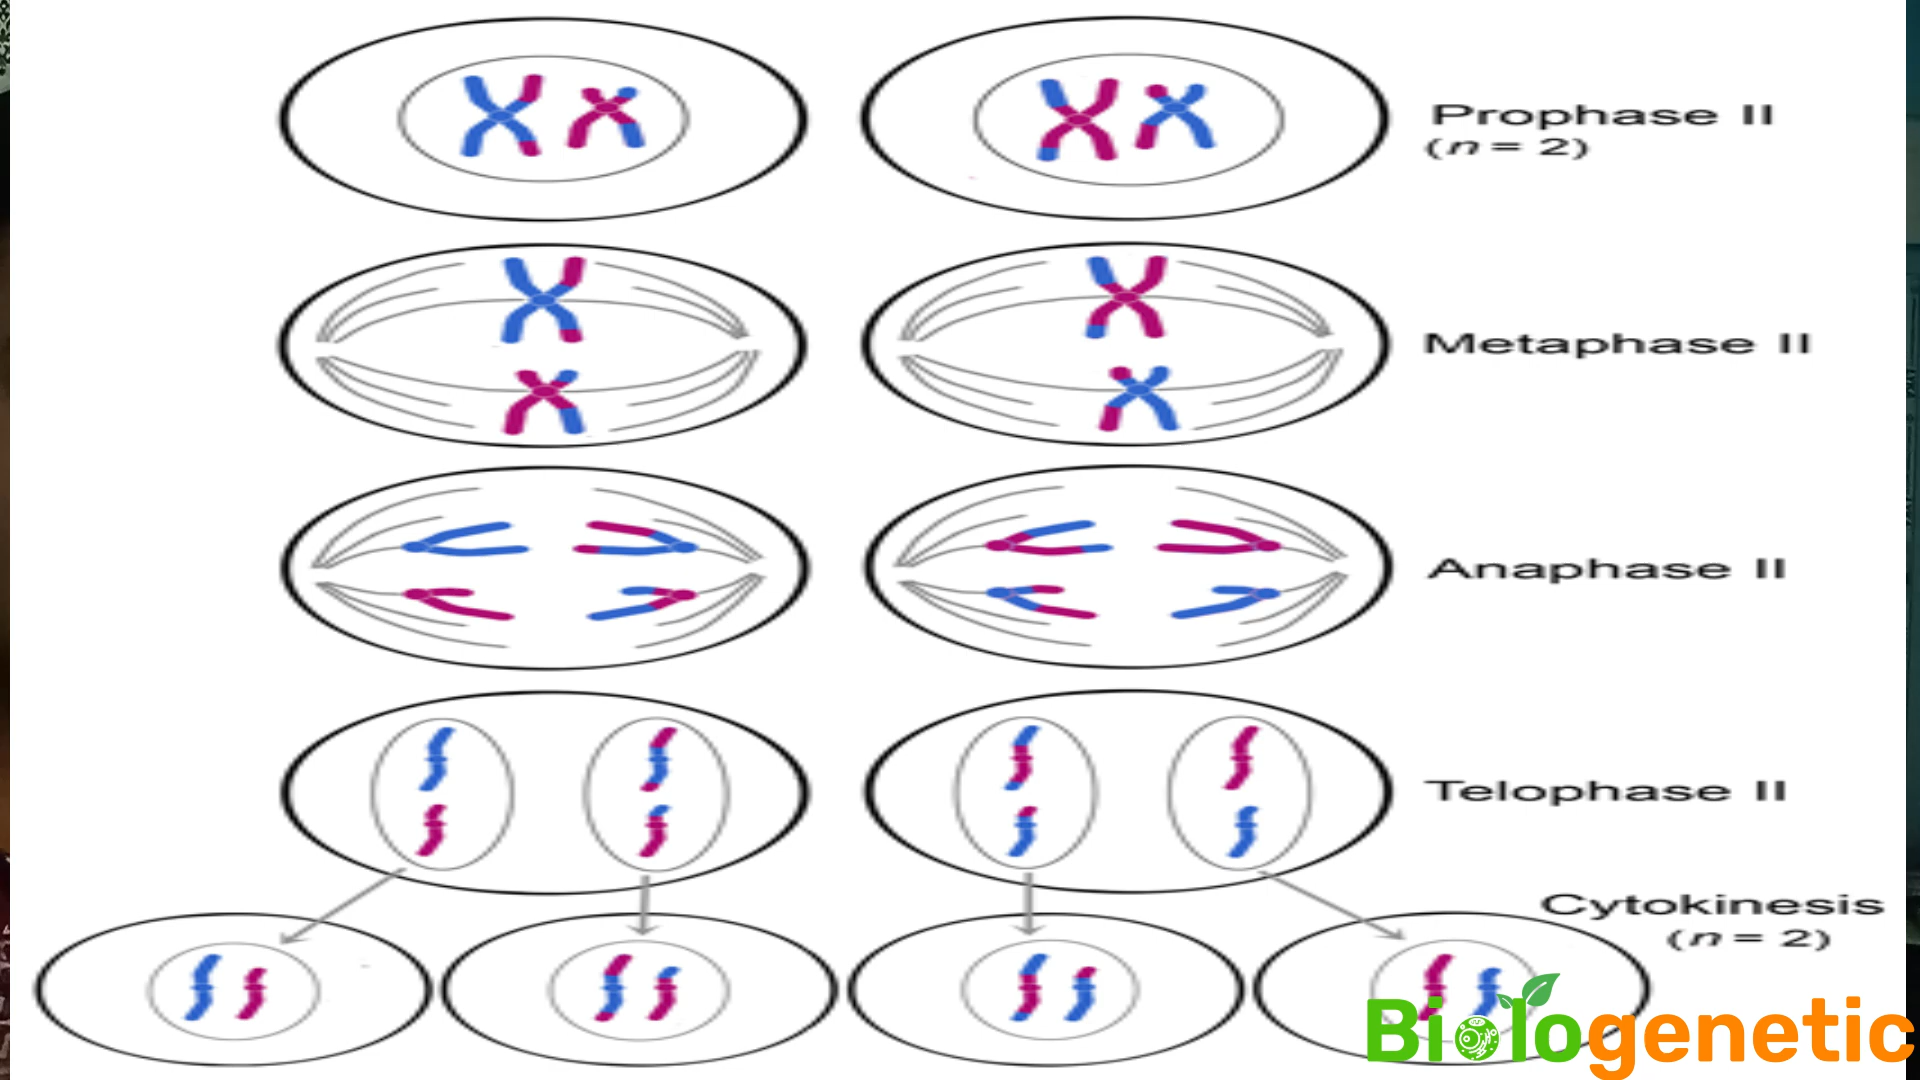 Prophase II
(n = 2)
Metaphase II
Anaphase II
Telophase II
Cytokinesis
(n = 2)
Biologenetic